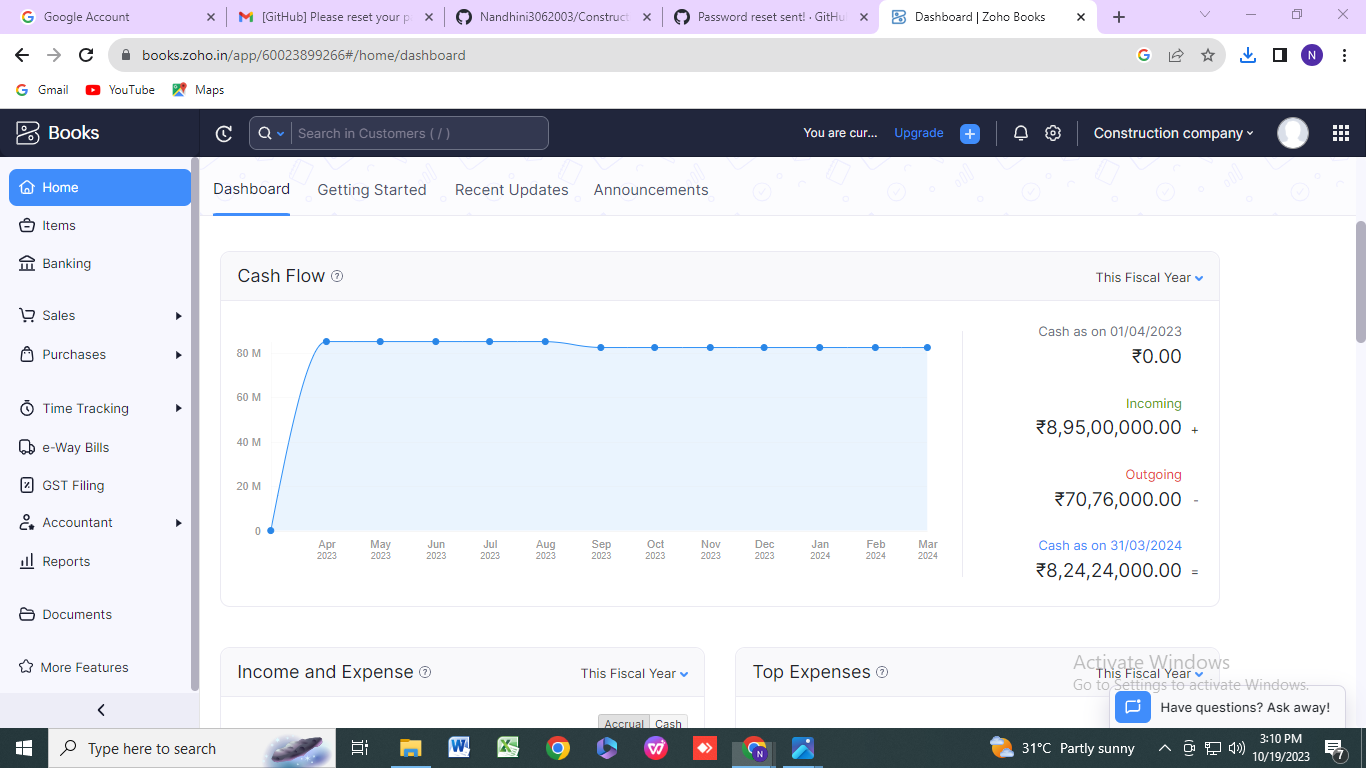 Google Account
[GitHub] Please reset your p
Nandhini3062003/Construct
Password reset sent! · GitHu
Dashboard | Zoho Books
books.zoho.in/app/60023899266#/home/dashboard
N
Gmail
YouTube
Maps
Books
Search in Customers ( / )
You are cur...
Upgrade
Construction company
Home
Items
Banking
Sales
Purchases
Time Tracking
e-Way Bills
GST Filing
Accountant
Reports
Documents
More Features
Dashboard
Getting Started
Recent Updates
Announcements
Cash Flow
This Fiscal Year
80 M
60 M
40 M
20 M
0
Apr 2023
May 2023
Jun 2023
Jul 2023
Aug 2023
Sep 2023
Oct 2023
Nov 2023
Dec 2023
Jan 2024
Feb 2024
Mar 2024
Cash as on 01/04/2023
₹0.00
Incoming
₹8,95,00,000.00 +
Outgoing
₹70,76,000.00 -
Cash as on 31/03/2024
₹8,24,24,000.00 =
Income and Expense
This Fiscal Year
Accrual Cash
Top Expenses
This Fiscal Year
Activate Windows
Go to Settings to activate Windows.
Have questions? Ask away!
Type here to search
31°C Partly sunny
3:10 PM
10/19/2023
7